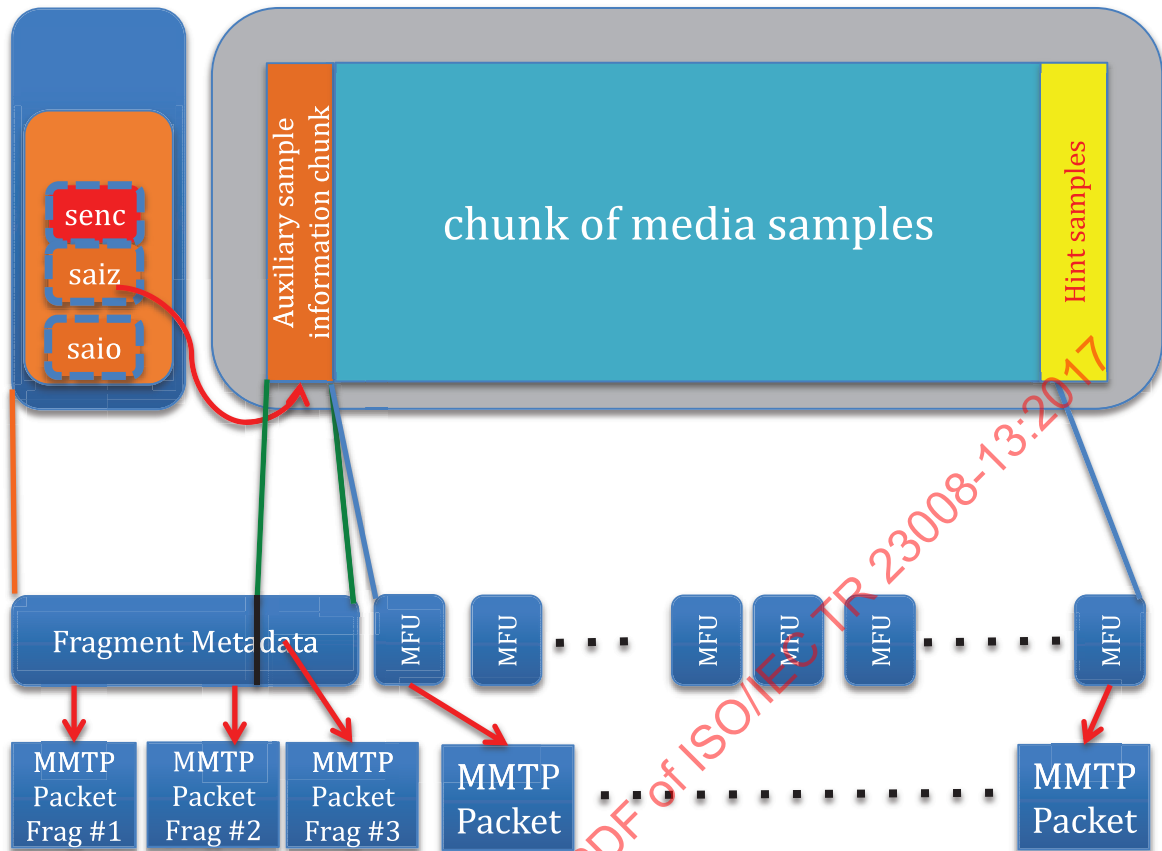 senc
saiz
saio
Auxiliary sample
information chunk
chunk of media samples
Hint samples
Fragment Metadata
MFU
MFU
MFU
MFU
MFU
MFU
MMTP
Packet
Frag #1
MMTP
Packet
Frag #2
MMTP
Packet
Frag #3
MMTP
Packet
MMTP
Packet
PDF of ISO/IEC TR 23008-13:2017